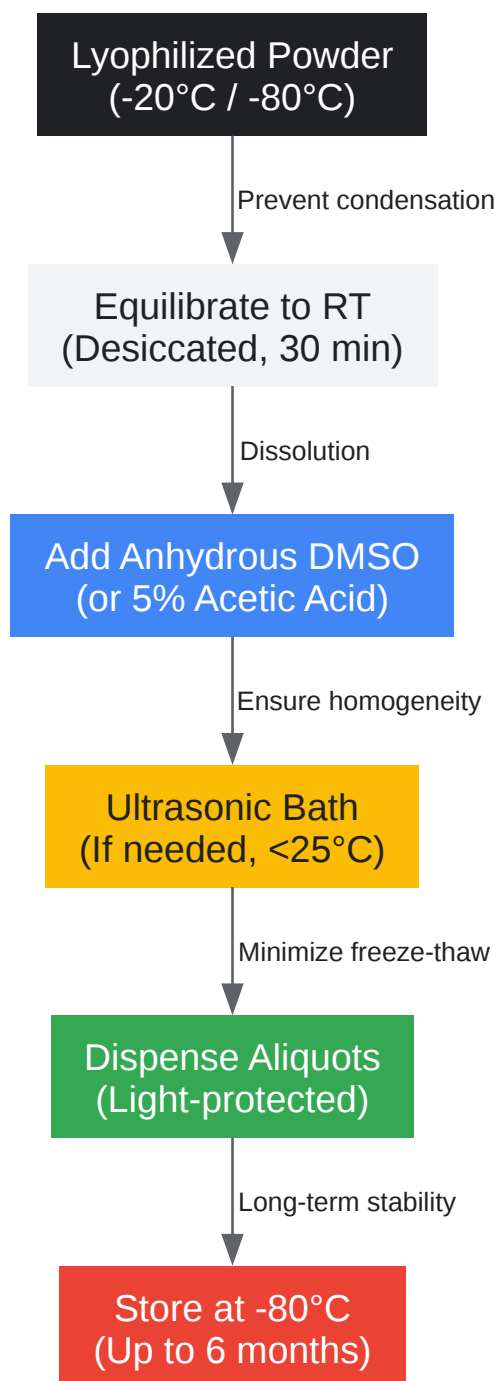 Lyophilized Powder
(-20°C / -80°C)
Prevent condensation
Equilibrate to RT
(Desiccated, 30 min)
Dissolution
Add Anhydrous DMSO
(or 5% Acetic Acid)
Ensure homogeneity
Ultrasonic Bath
(If needed, <25°C)
Minimize freeze-thaw
Dispense Aliquots
(Light-protected)
Long-term stability
Store at -80°C
(Up to 6 months)